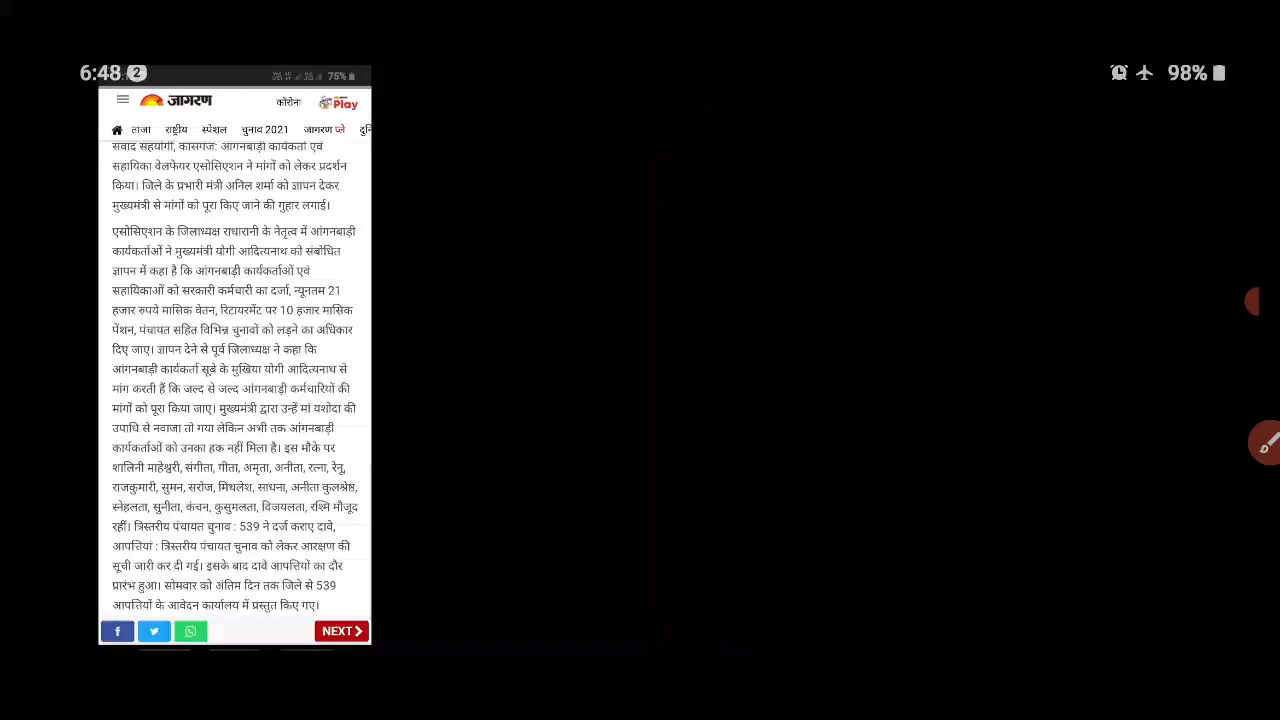 6:48 2
98%
75%
जागरण
कोरोना
Play
ताजा राष्ट्रीय स्पेशल चुनाव 2021 जागरण प्ले दुनि
संवाद सहयोगी, कासगंज: आंगनबाड़ी कार्यकर्ता एवं
सहायिका वेलफेयर एसोसिएशन ने मांगों को लेकर प्रदर्शन
किया। जिले के प्रभारी मंत्री अनिल शर्मा को ज्ञापन देकर
मुख्यमंत्री से मांगों को पूरा किए जाने की गुहार लगाई।
एसोसिएशन के जिलाध्यक्ष राधारानी के नेतृत्व में आंगनबाड़ी
कार्यकर्ताओं ने मुख्यमंत्री योगी आदित्यनाथ को संबोधित
ज्ञापन में कहा है कि आंगनबाड़ी कार्यकर्ताओं एवं
सहायिकाओं को सरकारी कर्मचारी का दर्जा, न्यूनतम 21
हजार रुपये मासिक वेतन, रिटायरमेंट पर 10 हजार मासिक
पेंशन, पंचायत सहित विभिन्न चुनावों को लड़ने का अधिकार
दिए जाए। ज्ञापन देने से पूर्व जिलाध्यक्ष ने कहा कि
आंगनबाड़ी कार्यकर्ता सूबे के मुखिया योगी आदित्यनाथ से
मांग करती हैं कि जल्द से जल्द आंगनबाड़ी कर्मचारियों की
मांगों को पूरा किया जाए। मुख्यमंत्री द्वारा उन्हें मां यशोदा की
उपाधि से नवाजा तो गया लेकिन अभी तक आंगनबाड़ी
कार्यकर्ताओं को उनका हक नहीं मिला है। इस मौके पर
शालिनी माहेश्वरी, संगीता, गीता, अमृता, अनीता, रत्ना, रेनू,
राजकुमारी, सुमन, सरोज, मिथलेश, साधना, अनीता कुलश्रेष्ठ,
स्नेहलता, सुनीता, कंचन, कुसुमलता, विजयलता, रश्मि मौजूद
रहीं। त्रिस्तरीय पंचायत चुनाव : 539 ने दर्ज कराए दावे,
आपत्तियां : त्रिस्तरीय पंचायत चुनाव को लेकर आरक्षण की
सूची जारी कर दी गई। इसके बाद दावे आपत्तियों का दौर
प्रारंभ हुआ। सोमवार को अंतिम दिन तक जिले से 539
आपत्तियों के आवेदन कार्यालय में प्रस्तुत किए गए।
NEXT